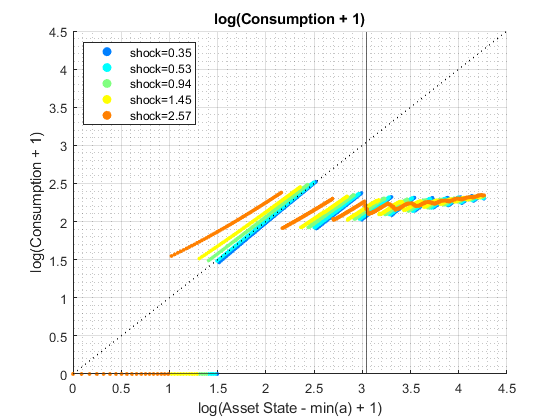 log(Consumption + 1)
4.5
4
3.5
3
2.5
2
1.5
1
0.5
0
log(Consumption + 1)
shock=0.35
shock=0.53
shock=0.94
shock=1.45
shock=2.57
0 0.5 1 1.5 2 2.5 3 3.5 4 4.5
log(Asset State - min(a) + 1)